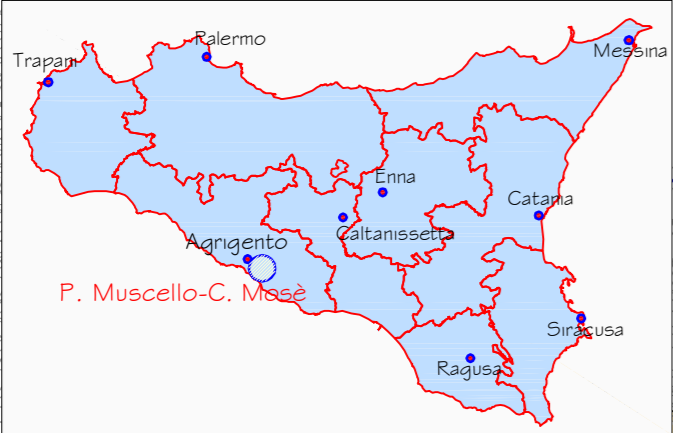 Palermo
Messina
Trapani
Enna
Catania
Caltanissetta
Agrigento
P. Muscello-C. Mosè
Siracusa
Ragusa